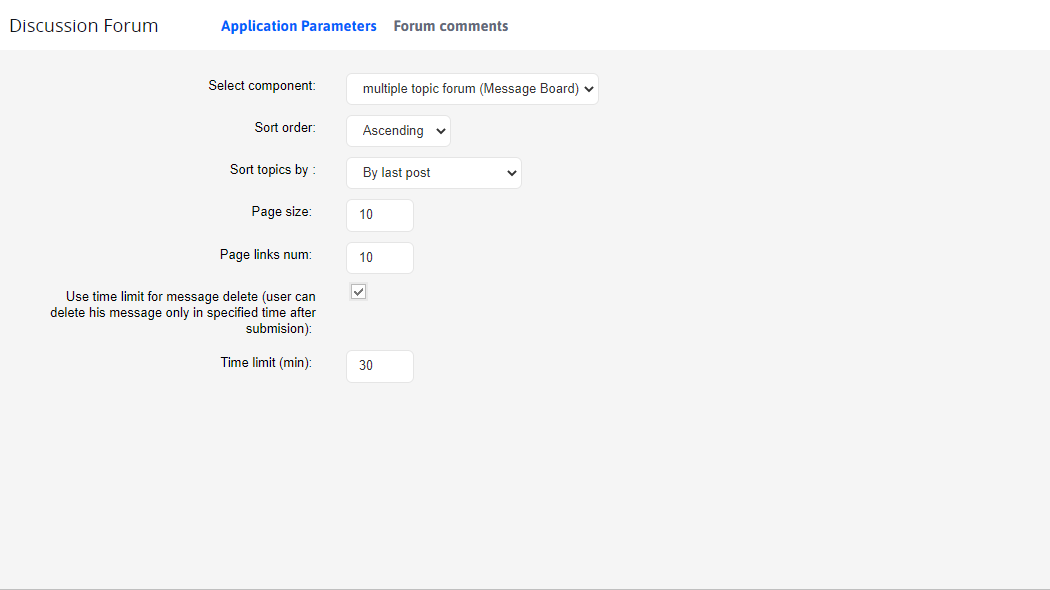 Discussion Forum Application Parameters Forum comments
Select component: multiple topic forum (Message Board)
Sort order: Ascending
Sort topics by : By last post
Page size: 10
Page links num: 10
Use time limit for message delete (user can
delete his message only in specified time after
submision):
Time limit (min): 30